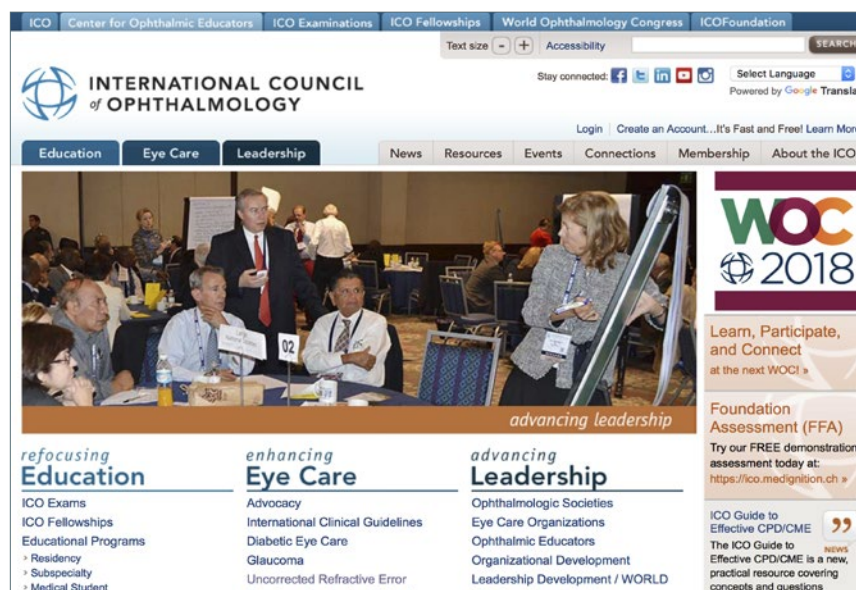 ICO
Center for Ophthalmic Educators
ICO Examinations
ICO Fellowships
World Ophthalmology Congress
ICOFoundation
Text size - +
Accessibility
SEARCH
INTERNATIONAL COUNCIL
of OPHTHALMOLOGY
Stay connected:
Select Language
Powered by Google Transla
Login
Create an Account...It's Fast and Free! Learn More
Education
Eye Care
Leadership
News
Resources
Events
Connections
Membership
About the ICO
02
advancing leadership
WOC
2018
Learn, Participate,
and Connect
at the next WOC! »
Foundation
Assessment (FFA)
Try our FREE demonstration
assessment today at:
https://ico.medignition.ch »
ICO Guide to
Effective CPD/CME
NEWS
The ICO Guide to
Effective CPD/CME is a new,
practical resource covering
concepts and questions
refocusing
Education
ICO Exams
ICO Fellowships
Educational Programs
› Residency
› Subspecialty
› Medical Student
enhancing
Eye Care
Advocacy
International Clinical Guidelines
Diabetic Eye Care
Glaucoma
Uncorrected Refractive Error
advancing
Leadership
Ophthalmologic Societies
Eye Care Organizations
Ophthalmic Educators
Organizational Development
Leadership Development / WORLD